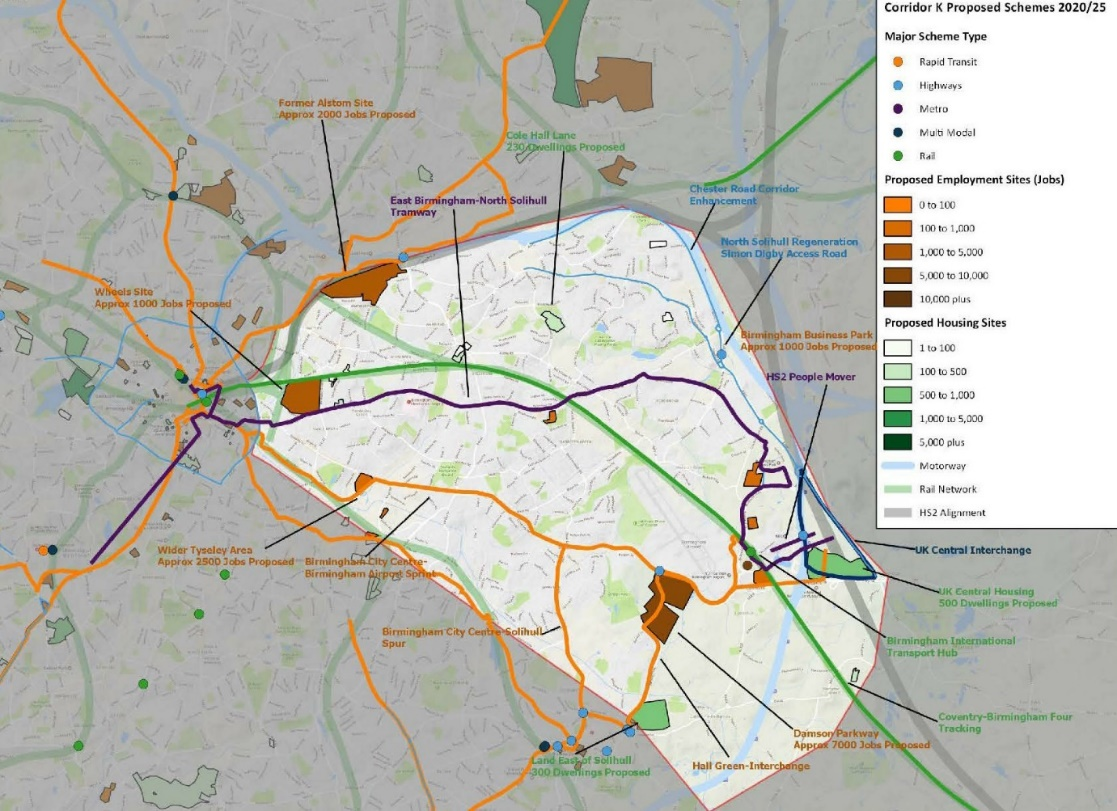 Corridor K Proposed Schemes 2020/25
Major Scheme Type
Rapid Transit
Highways
Metro
Multi Modal
Rail
Proposed Employment Sites (Jobs)
0 to 100
100 to 1,000
1,000 to 5,000
5,000 to 10,000
10,000 plus
Proposed Housing Sites
1 to 100
100 to 500
500 to 1,000
1,000 to 5,000
5,000 plus
Motorway
Rail Network
HS2 Alignment
Former Alstom Site
Approx 2000 Jobs Proposed
Cole Hall Lane
230 Dwellings Proposed
East Birmingham-North Solihull
Tramway
Chester Road Corridor
Enhancement
North Solihull Regeneration
Simon Digby Access Road
Wheels Site
Approx 1000 Jobs Proposed
Birmingham Business Park
Approx 1000 Jobs Proposed
HS2 People Mover
Wider Tyseley Area
Approx 2500 Jobs Proposed
Birmingham City Centre-
Birmingham Airport Sprint
UK Central Interchange
UK Central Housing
500 Dwellings Proposed
Birmingham City Centre-Solihull
Spur
Birmingham International
Transport Hub
Coventry-Birmingham Four
Tracking
Damson Parkway
Approx 7000 Jobs Proposed
Hall Green-Interchange
Land East of Solihull
300 Dwellings Proposed